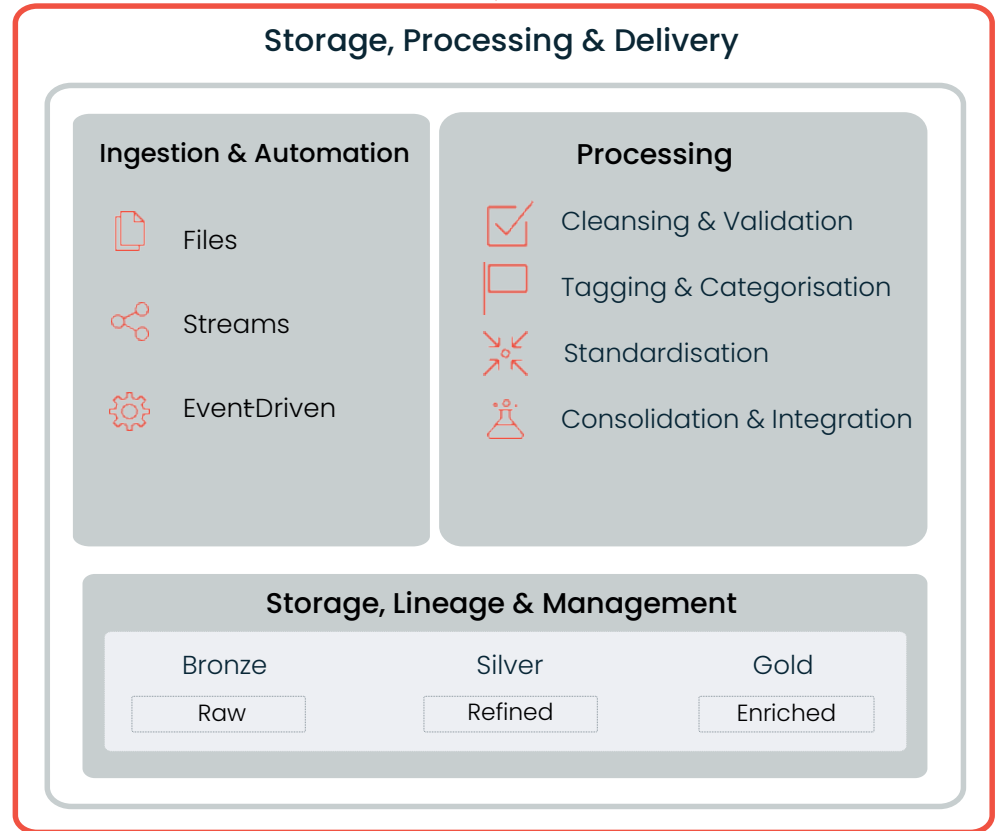 Storage, Processing & Delivery
Ingestion & Automation
Files
Streams
Event-Driven
Processing
Cleansing & Validation
Tagging & Categorisation
Standardisation
Consolidation & Integration
Storage, Lineage & Management
Bronze Silver Gold
Raw Refined Enriched